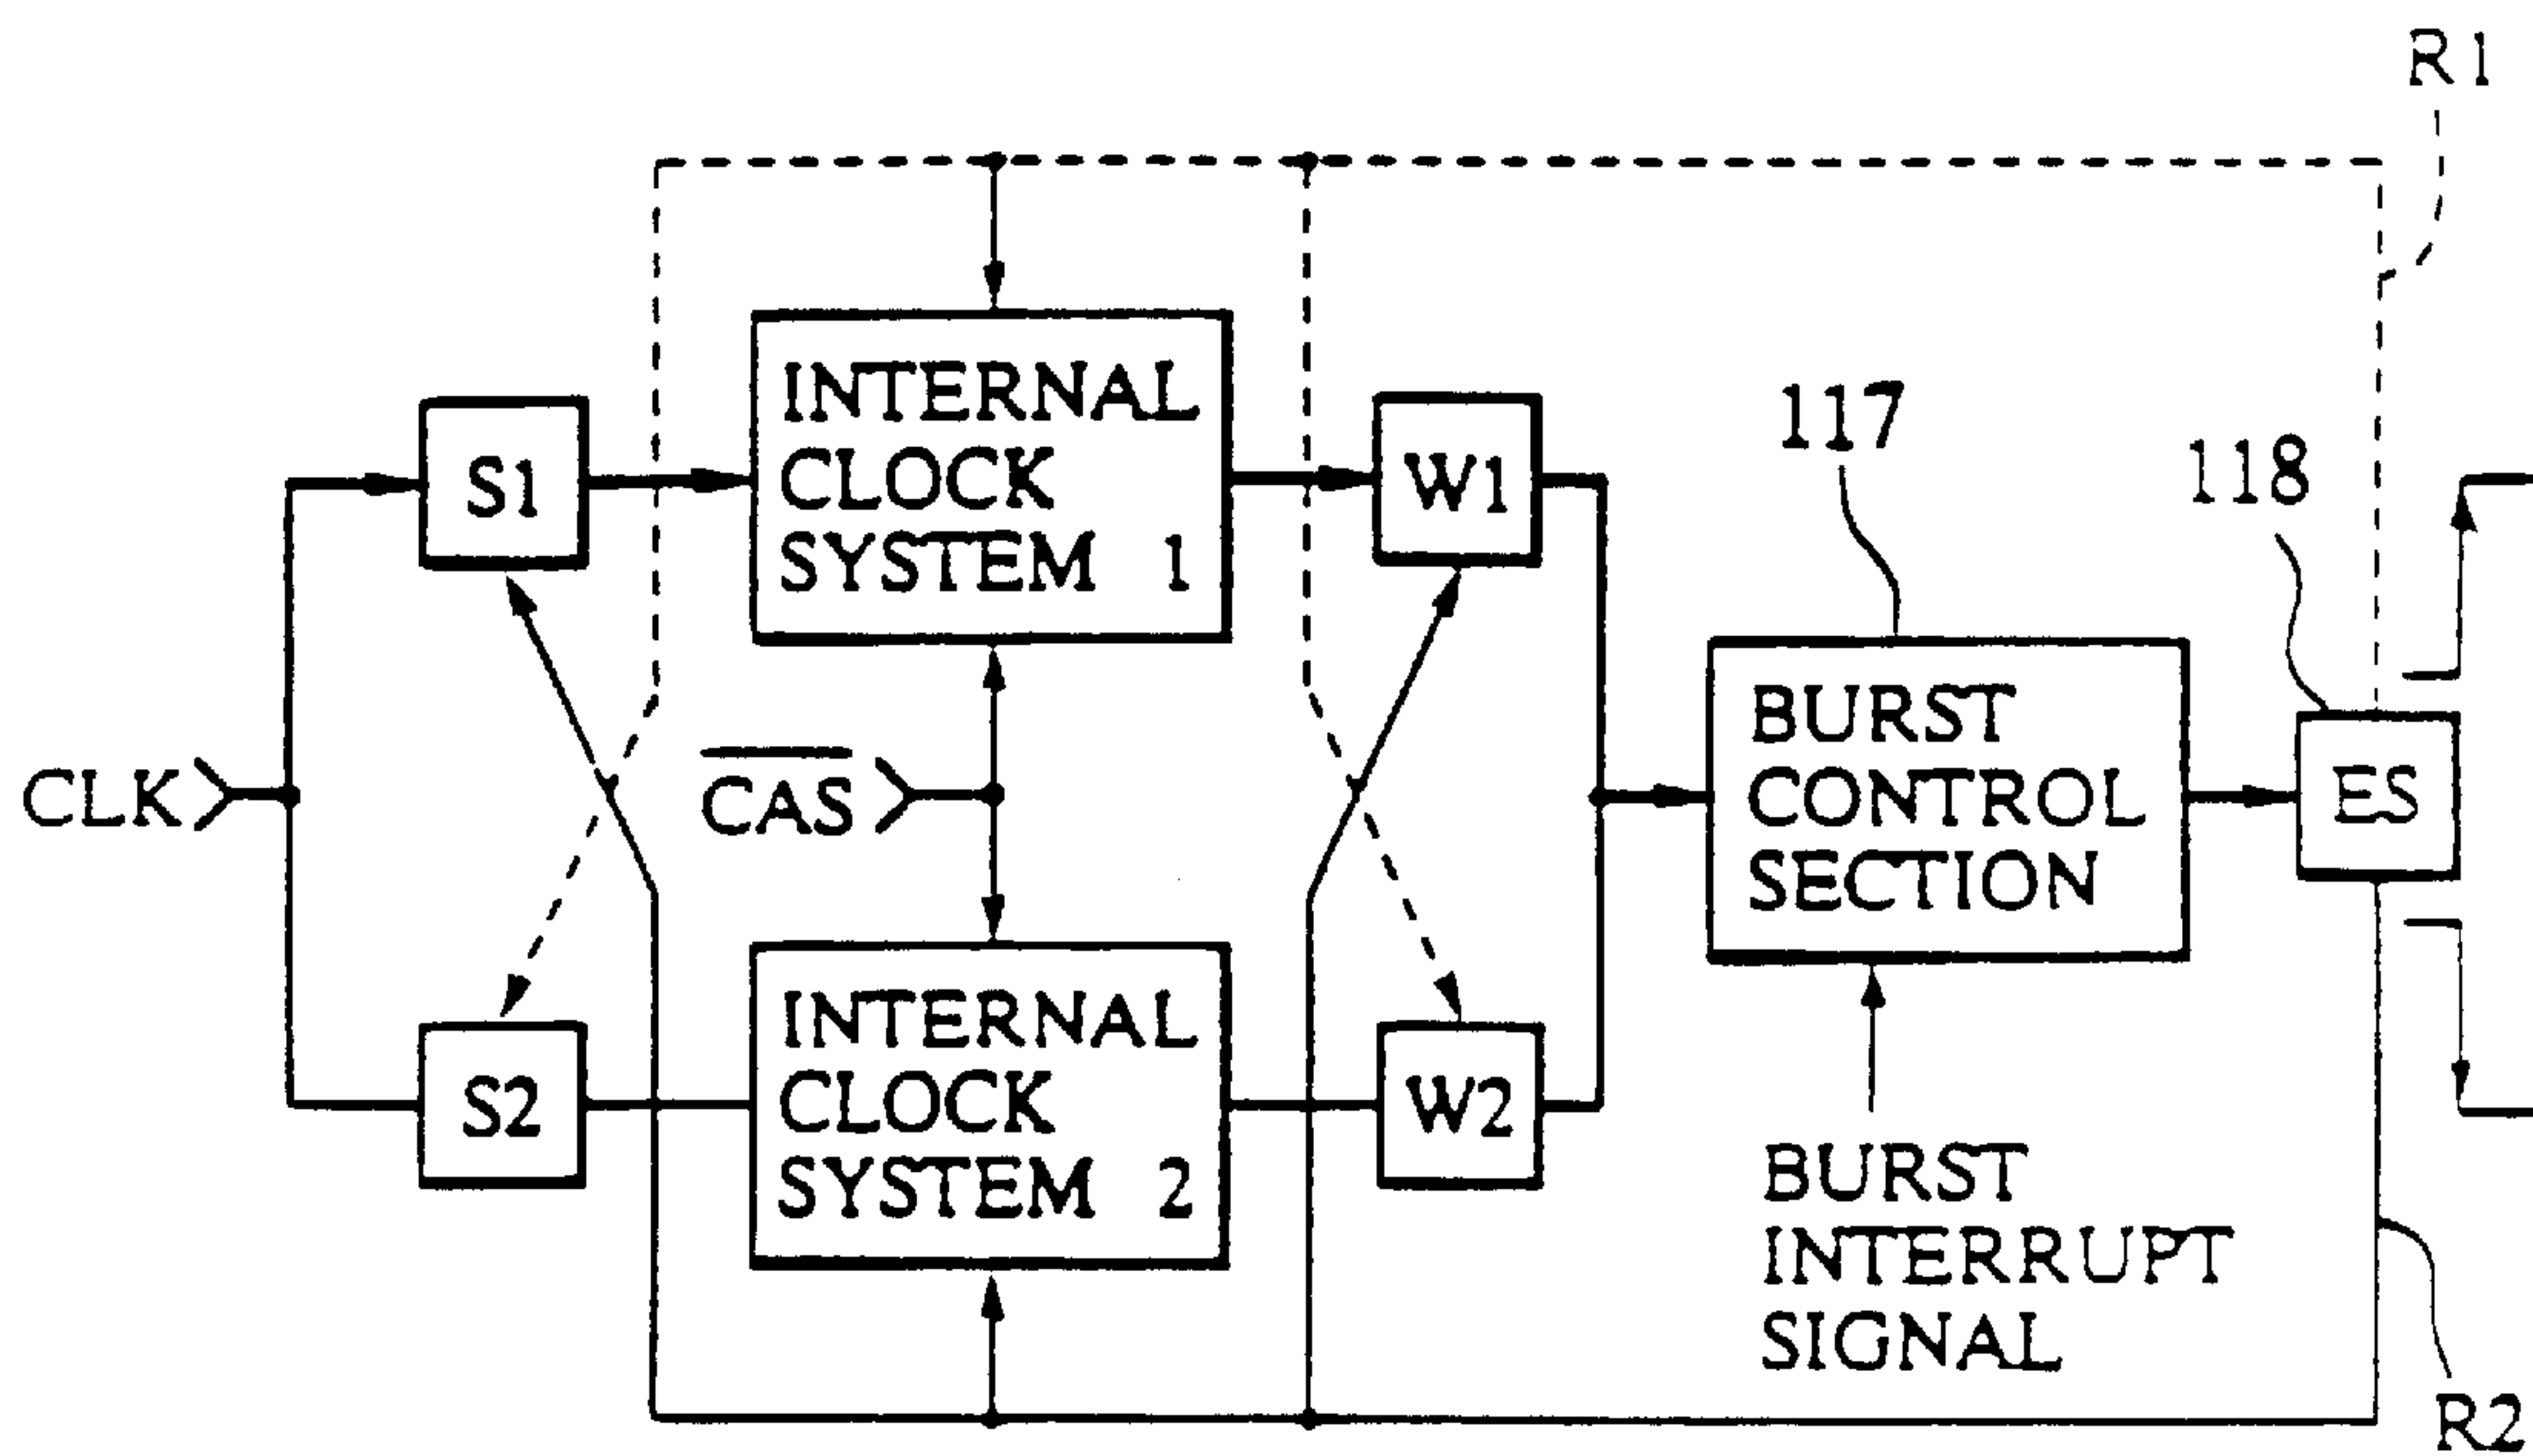 R1
INTERNAL
CLOCK
SYSTEM 1
S1
W1
117
118
CLK
CAS
BURST
CONTROL
SECTION
ES
S2
INTERNAL
CLOCK
SYSTEM 2
W2
BURST
INTERRUPT
SIGNAL
R2